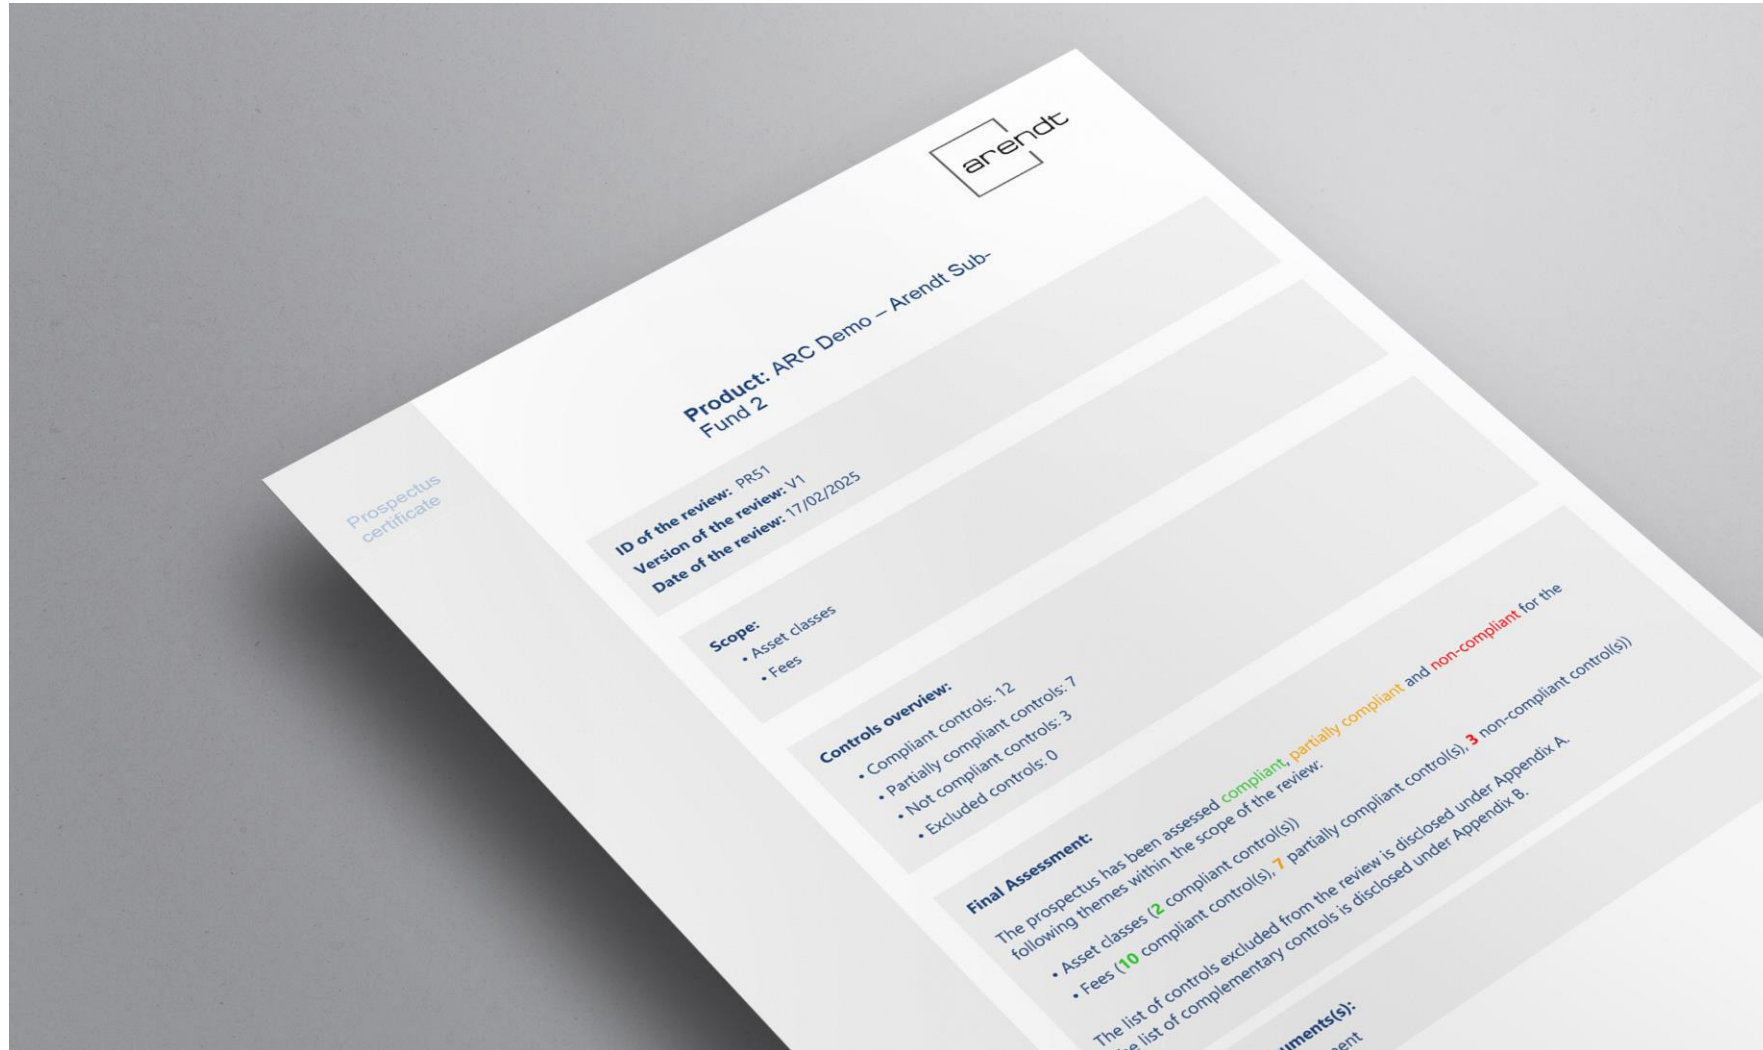 arendt
Prospectus
certificate
Product: ARC Demo – Arendt Sub-
Fund 2
ID of the review: PR51
Version of the review: V1
Date of the review: 17/02/2025
Scope:
• Asset classes
• Fees
Controls overview:
• Compliant controls: 12
• Partially compliant controls: 7
• Not compliant controls: 3
• Excluded controls: 0
Final Assessment:
The prospectus has been assessed compliant, partially compliant and non-compliant for the
following themes within the scope of the review:
• Asset classes (2 compliant control(s))
• Fees (10 compliant control(s), 7 partially compliant control(s), 3 non-compliant control(s))
The list of controls excluded from the review is disclosed under Appendix A.
list of complementary controls is disclosed under Appendix B.